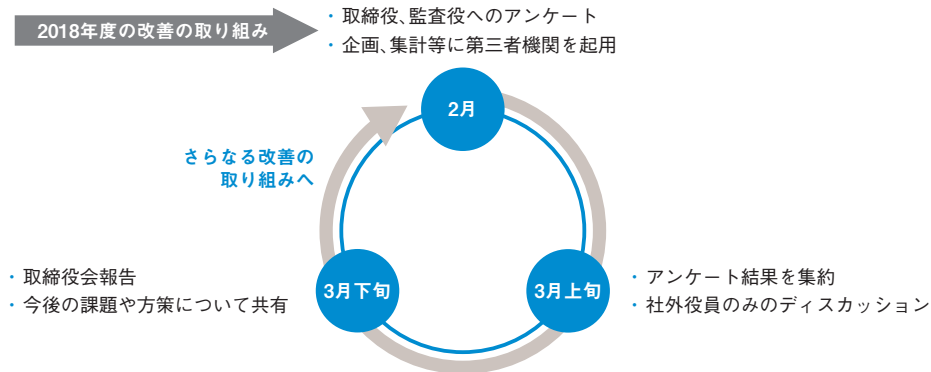 2018年度の改善の取り組み
・取締役、監査役へのアンケート
・企画、集計等に第三者機関を起用
2月
さらなる改善の
取り組みへ
・取締役会報告
・今後の課題や方策について共有
3月下旬
3月上旬
・アンケート結果を集約
・社外役員のみのディスカッション